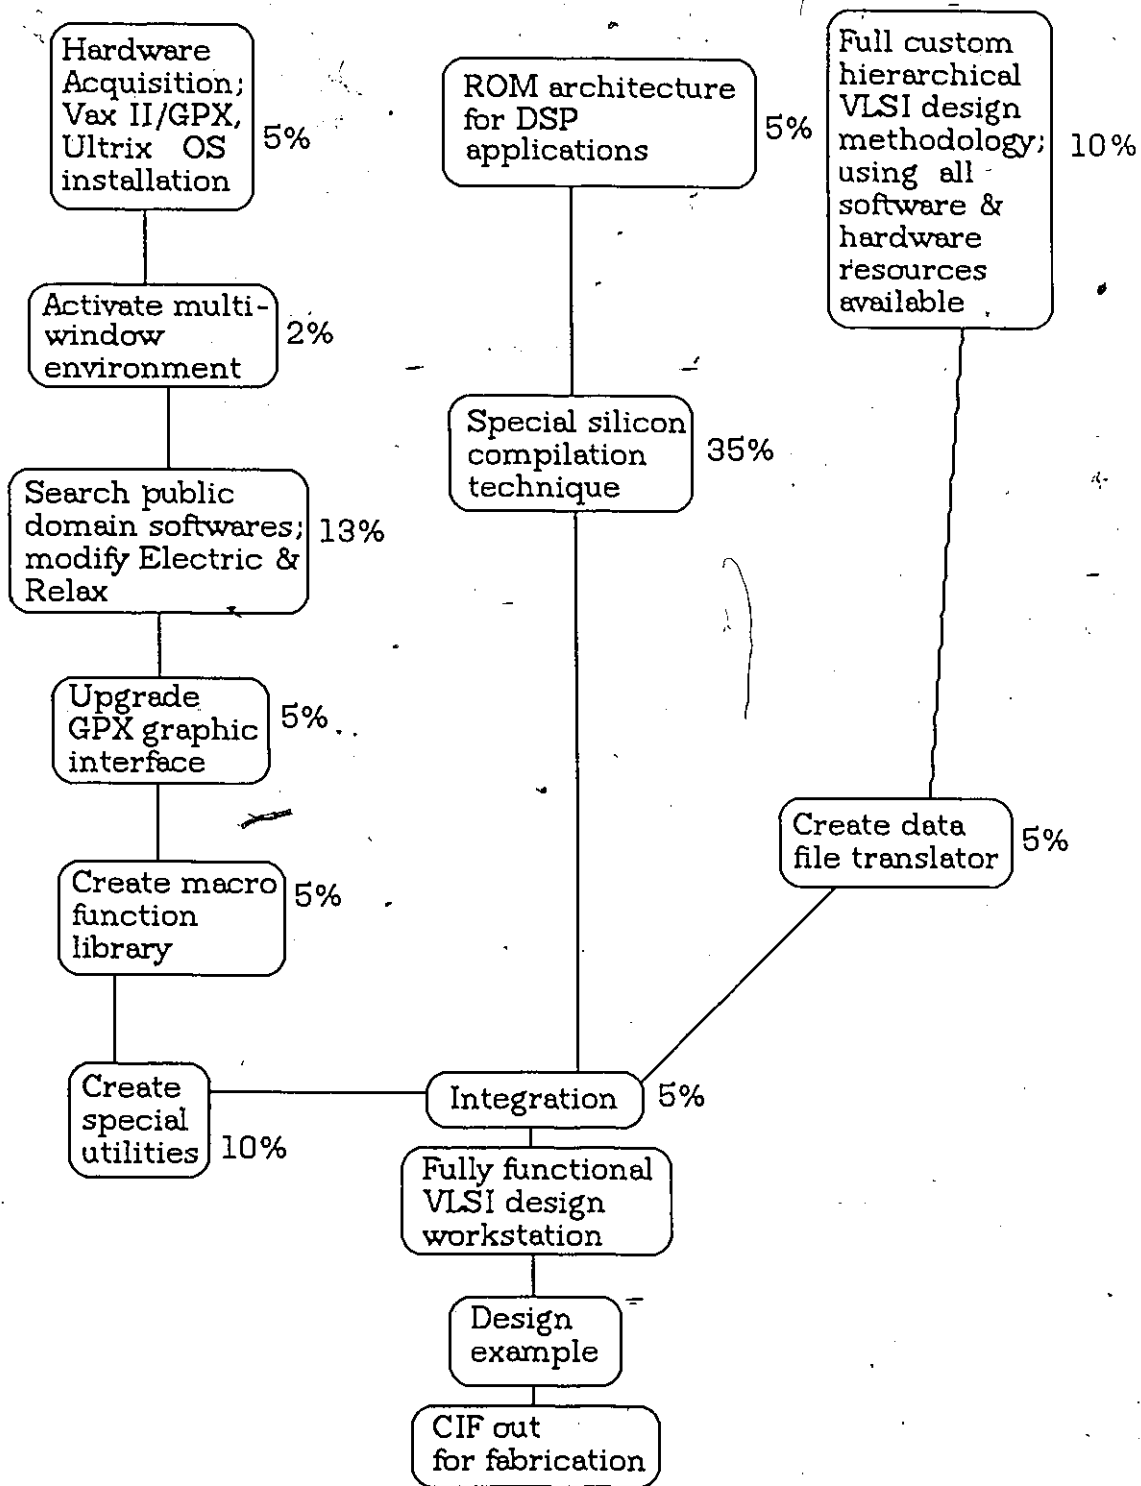 Hardware
Acquisition;
Vax II/GPX,
Ultrix OS
installation
5%
Activate multi-
window
environment
2%
Search public
domain softwares;
modify Electric &
Relax
13%
Upgrade
GPX graphic
interface
5%
Create macro
function
library
5%
Create
special
utilities
10%
ROM architecture
for DSP
applications
5%
Special silicon
compilation
technique
35%
Full custom
hierarchical
VLSI design
methodology;
using all
software &
hardware
resources
available
10%
Create data
file translator
5%
Integration
5%
Fully functional
VLSI design
workstation
Design
example
CIF out
for fabrication